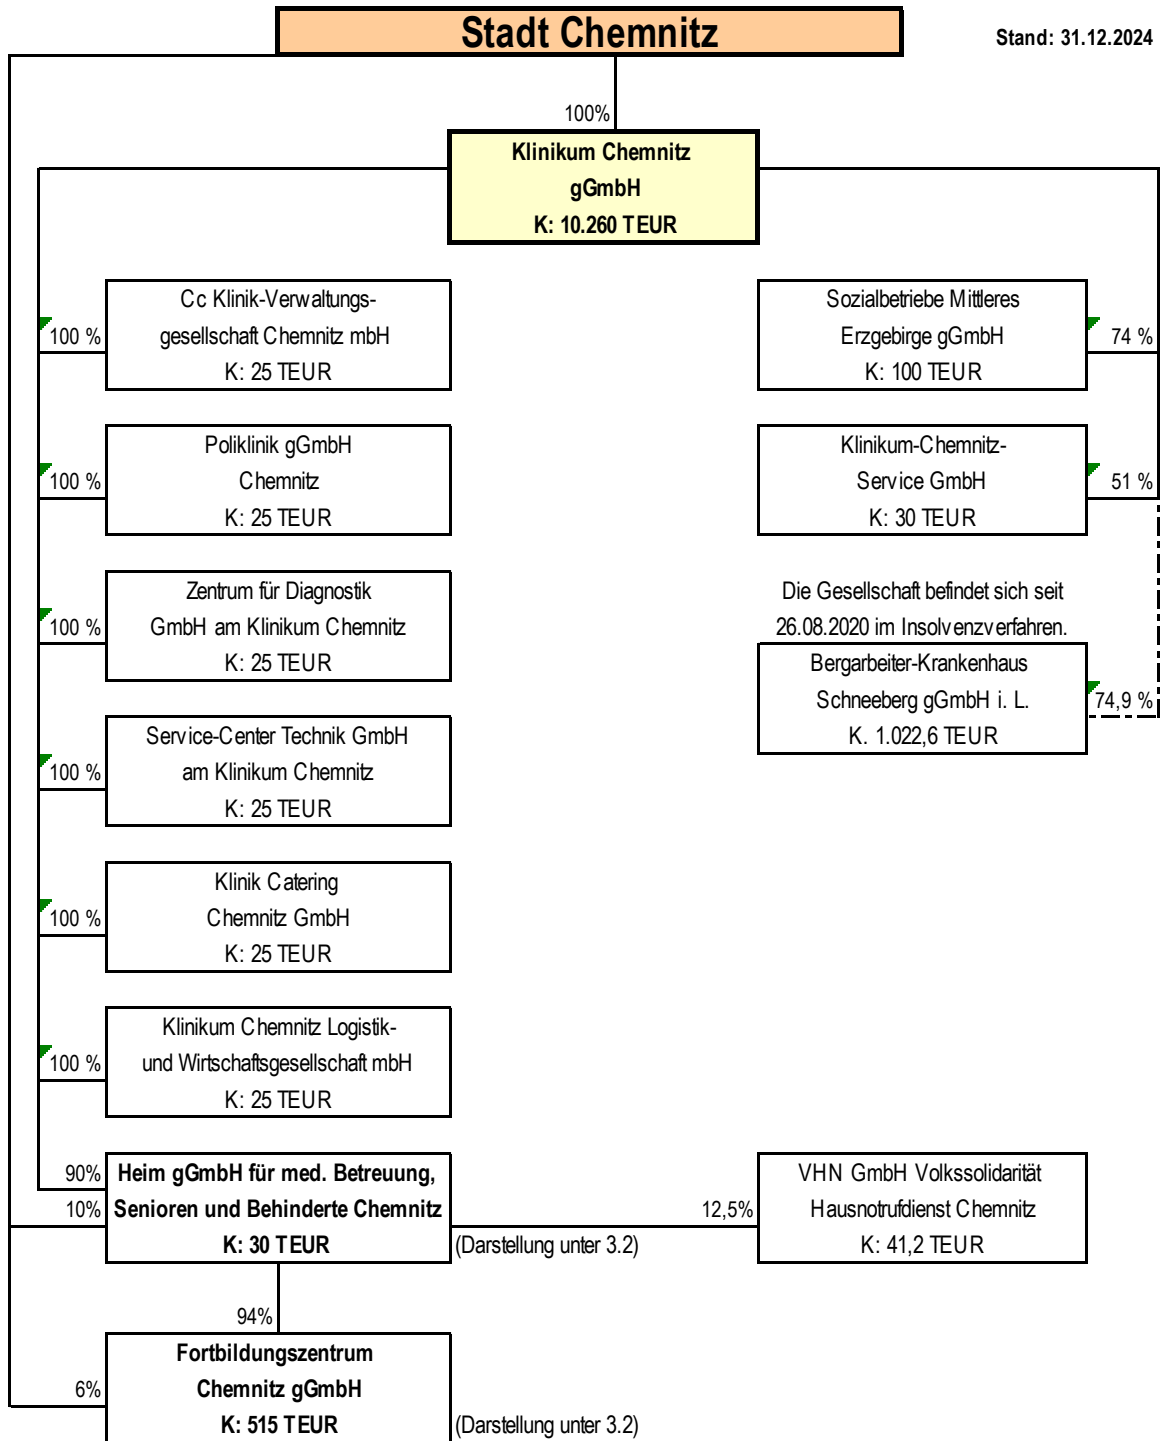 Stadt Chemnitz
Stand: 31.12.2024
100%
Klinikum Chemnitz
gGmbH
K: 10.260 TEUR
Cc Klinik-Verwaltungs-
gesellschaft Chemnitz mbH
K: 25 TEUR
100 %
Sozialbetriebe Mittleres
Erzgebirge gGmbH
K: 100 TEUR
74 %
Poliklinik gGmbH
Chemnitz
K: 25 TEUR
100 %
Klinikum-Chemnitz-
Service GmbH
K: 30 TEUR
51 %
Zentrum für Diagnostik
GmbH am Klinikum Chemnitz
K: 25 TEUR
100 %
Die Gesellschaft befindet sich seit
26.08.2020 im Insolvenzverfahren.
Bergarbeiter-Krankenhaus
Schneeberg gGmbH i. L.
K. 1.022,6 TEUR
74,9 %
Service-Center Technik GmbH
am Klinikum Chemnitz
K: 25 TEUR
100 %
Klinik Catering
Chemnitz GmbH
K: 25 TEUR
100 %
Klinikum Chemnitz Logistik-
und Wirtschaftsgesellschaft mbH
K: 25 TEUR
100 %
90%
10%
Heim gGmbH für med. Betreuung,
Senioren und Behinderte Chemnitz
K: 30 TEUR
(Darstellung unter 3.2)
12,5%
VHN GmbH Volkssolidarität
Hausnotrufdienst Chemnitz
K: 41,2 TEUR
94%
6%
Fortbildungszentrum
Chemnitz gGmbH
K: 515 TEUR
(Darstellung unter 3.2)